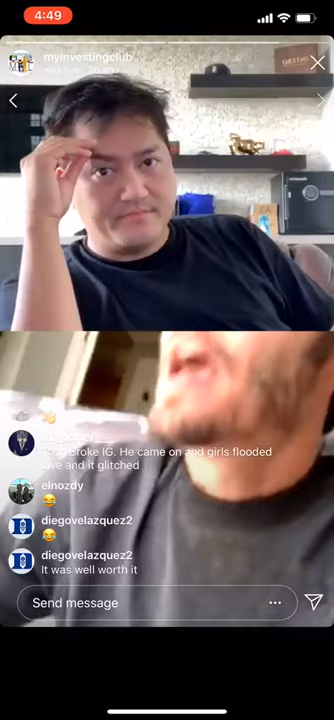 4:49
myinvestingclub
Broke IG. He came on and girls flooded
Live and it glitched
elnozdy
😂
diegovelazquez2
😂
diegovelazquez2
It was well worth it
Send message